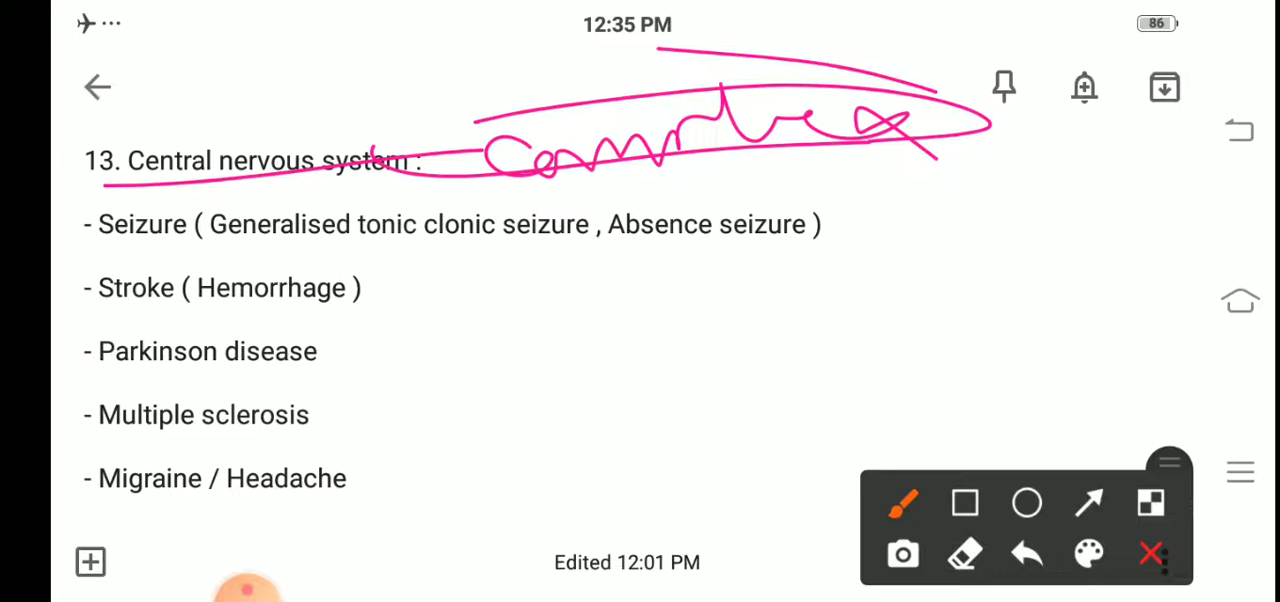 12:35 PM
86
13. Central nervous system :
- Seizure ( Generalised tonic clonic seizure , Absence seizure )
- Stroke ( Hemorrhage )
- Parkinson disease
- Multiple sclerosis
- Migraine / Headache
Edited 12:01 PM